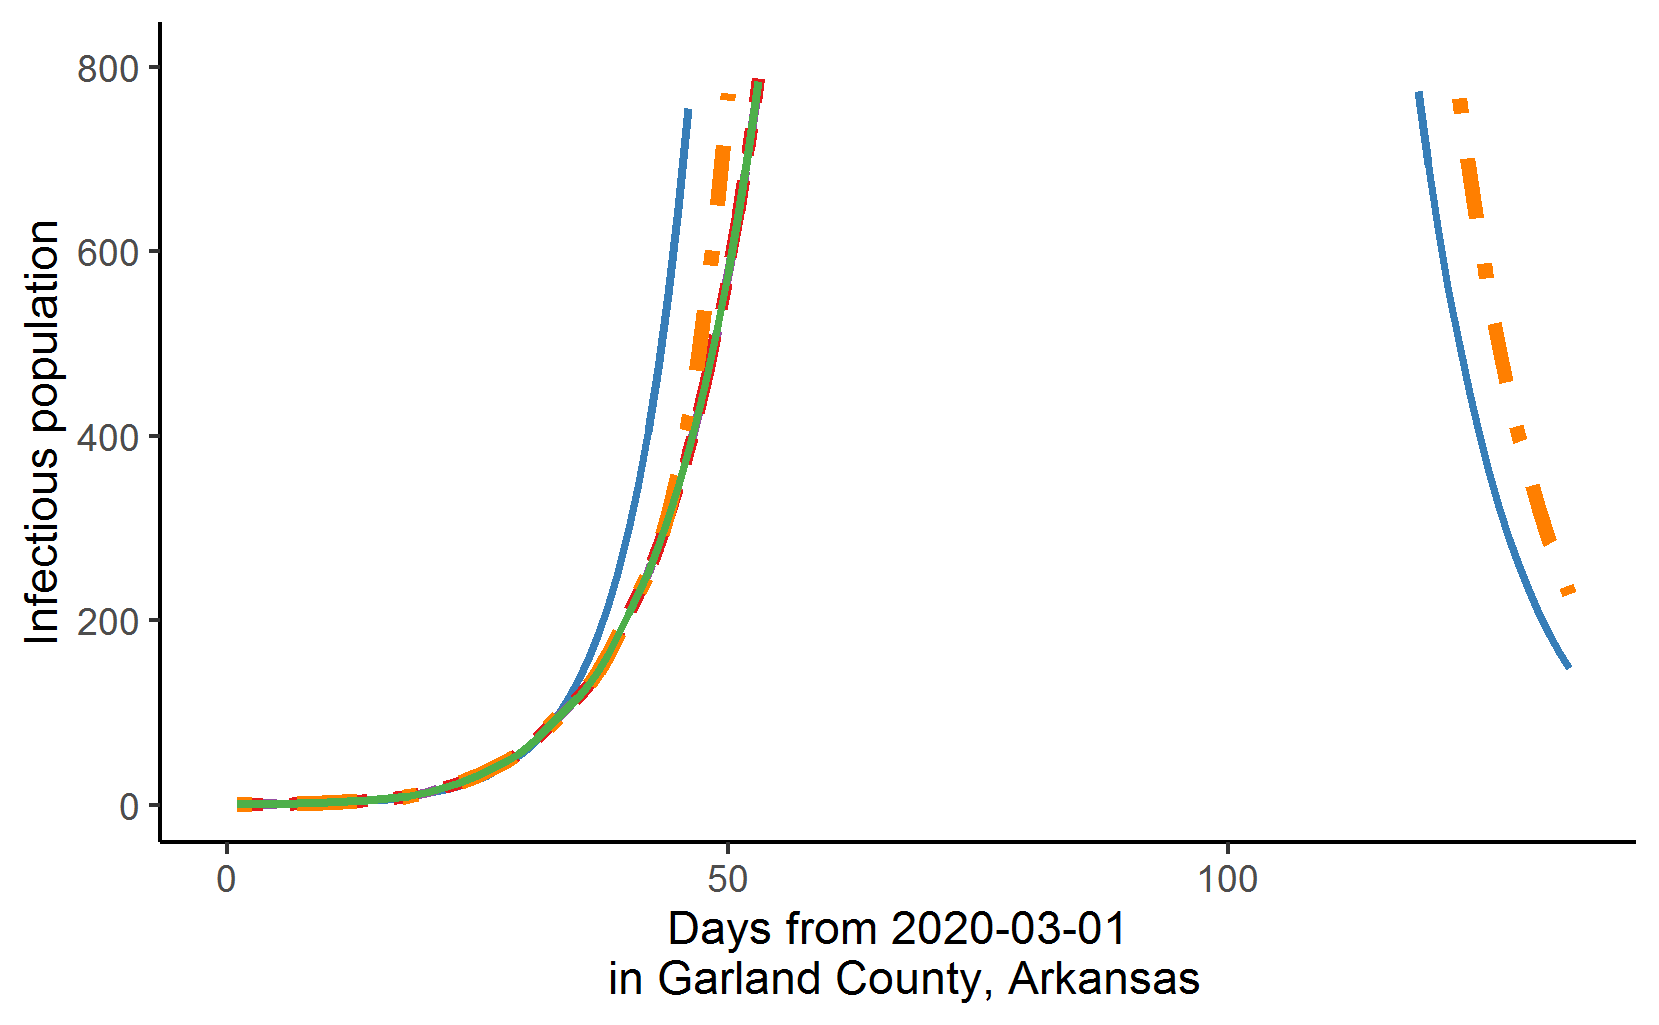 Infectious population
800
600
400
200
0
0 50 100
Days from 2020-03-01
in Garland County, Arkansas